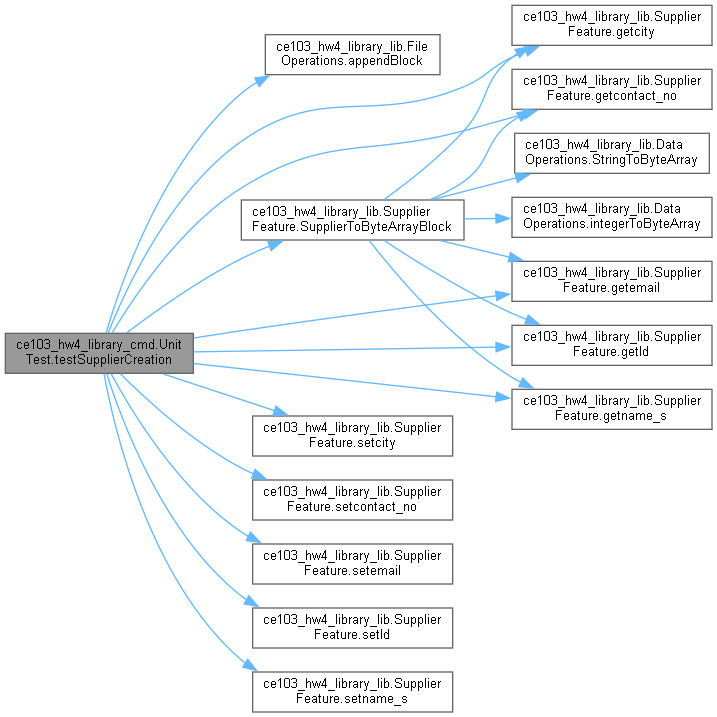 ce103_hw4_library_cmd.Unit
Test.testSupplierCreation
ce103_hw4_library_lib.File
Operations.appendBlock
ce103_hw4_library_lib.Supplier
Feature.SupplierToByteArrayBlock
ce103_hw4_library_lib.Supplier
Feature.setcity
ce103_hw4_library_lib.Supplier
Feature.setcontact_no
ce103_hw4_library_lib.Supplier
Feature.setemail
ce103_hw4_library_lib.Supplier
Feature.setId
ce103_hw4_library_lib.Supplier
Feature.setname_s
ce103_hw4_library_lib.Supplier
Feature.getcity
ce103_hw4_library_lib.Supplier
Feature.getcontact_no
ce103_hw4_library_lib.Data
Operations.StringToByteArray
ce103_hw4_library_lib.Data
Operations.integerToByteArray
ce103_hw4_library_lib.Supplier
Feature.getemail
ce103_hw4_library_lib.Supplier
Feature.getId
ce103_hw4_library_lib.Supplier
Feature.getname_s